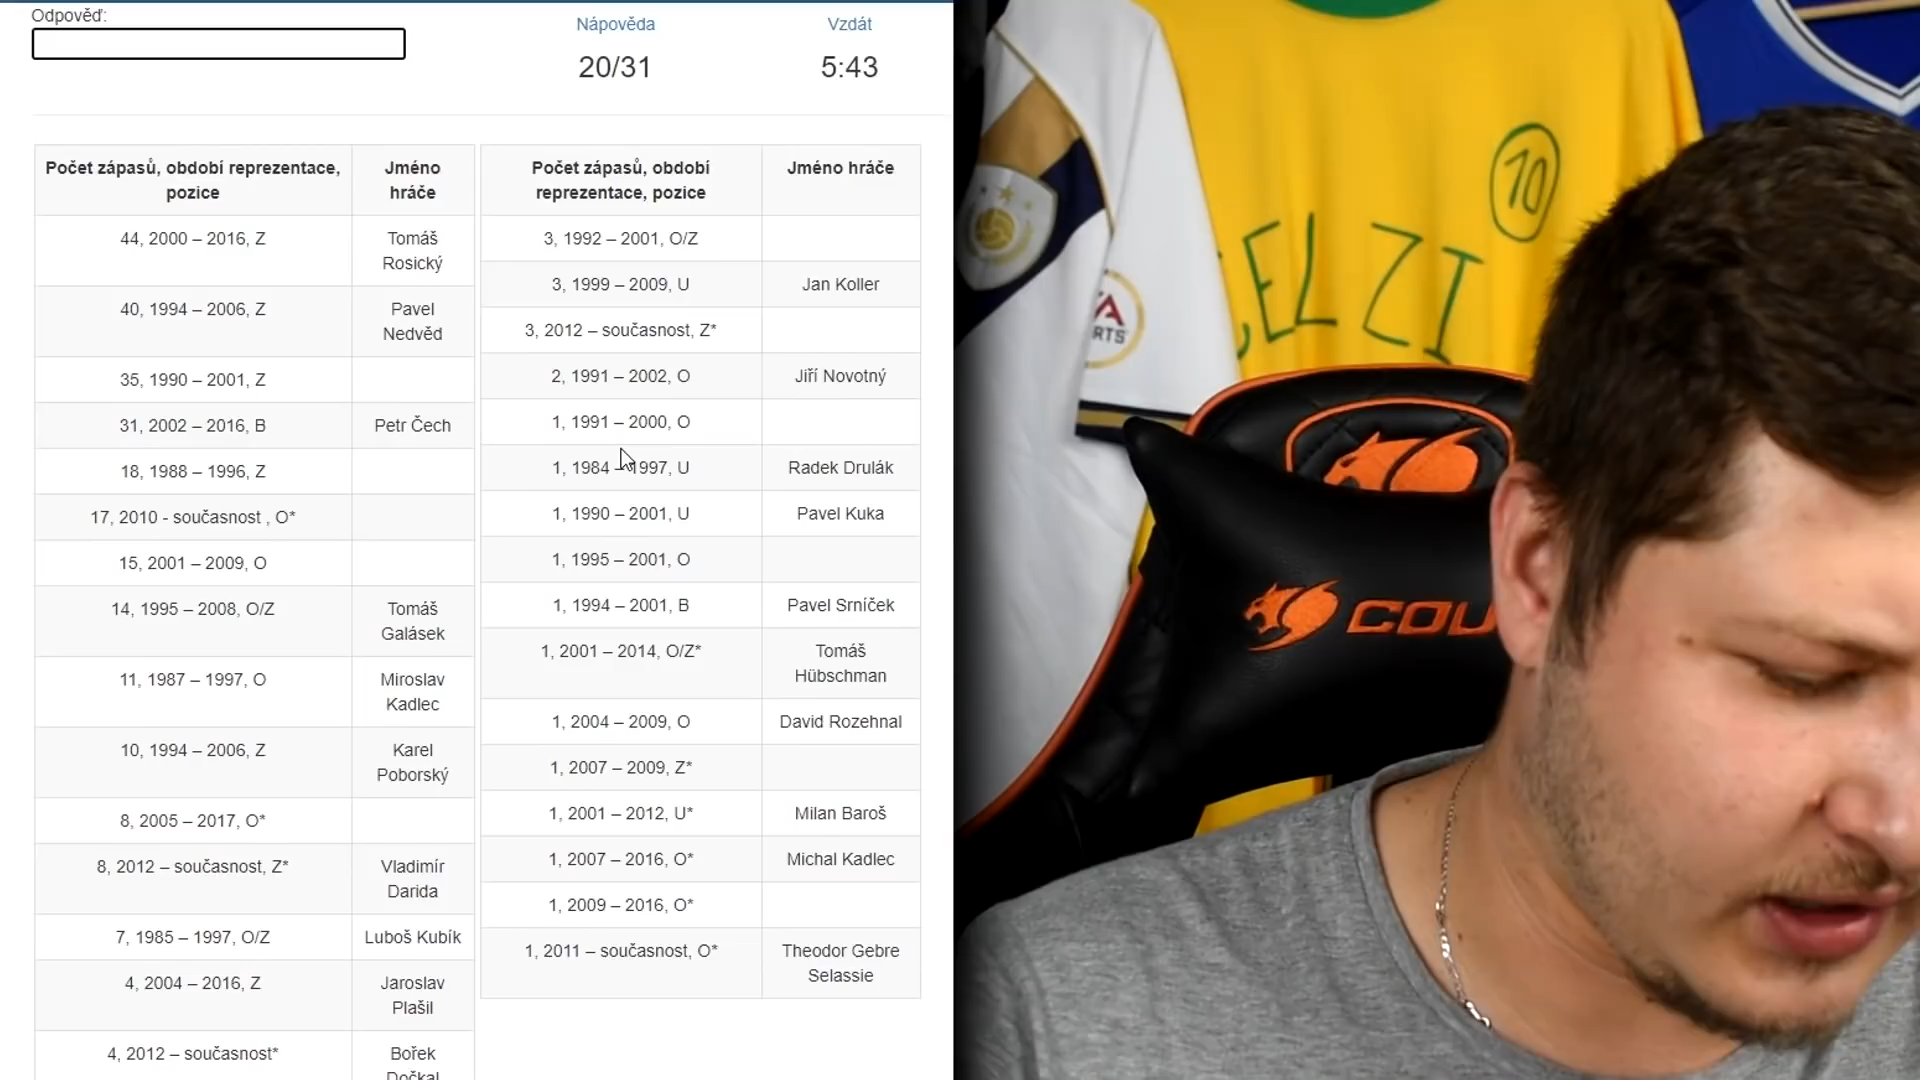 Odpověď:
Nápověda
Vzdát
20/31
5:43
Počet zápasů, období reprezentace,
pozice
Jméno
hráče
44, 2000 – 2016, Z
Tomáš
Rosický
40, 1994 – 2006, Z
Pavel
Nedvěd
35, 1990 – 2001, Z
31, 2002 – 2016, B
Petr Čech
18, 1988 – 1996, Z
17, 2010 - současnost , O*
15, 2001 – 2009, O
14, 1995 – 2008, O/Z
Tomáš
Galásek
11, 1987 – 1997, O
Miroslav
Kadlec
10, 1994 – 2006, Z
Karel
Poborský
8, 2005 – 2017, O*
8, 2012 – současnost, Z*
Vladimír
Darida
7, 1985 – 1997, O/Z
Luboš Kubík
4, 2004 – 2016, Z
Jaroslav
Plašil
4, 2012 – současnost*
Bořek
Dočkal
Počet zápasů, období
reprezentace, pozice
Jméno hráče
3, 1992 – 2001, O/Z
3, 1999 – 2009, U
Jan Koller
3, 2012 – současnost, Z*
2, 1991 – 2002, O
Jiří Novotný
1, 1991 – 2000, O
1, 1984 – 1997, U
Radek Drulák
1, 1990 – 2001, U
Pavel Kuka
1, 1995 – 2001, O
1, 1994 – 2001, B
Pavel Srníček
1, 2001 – 2014, O/Z*
Tomáš
Hübschman
1, 2004 – 2009, O
David Rozehnal
1, 2007 – 2009, Z*
1, 2001 – 2012, U*
Milan Baroš
1, 2007 – 2016, O*
Michal Kadlec
1, 2009 – 2016, O*
1, 2011 – současnost, O*
Theodor Gebre
Selassie
10
ELZI
COU